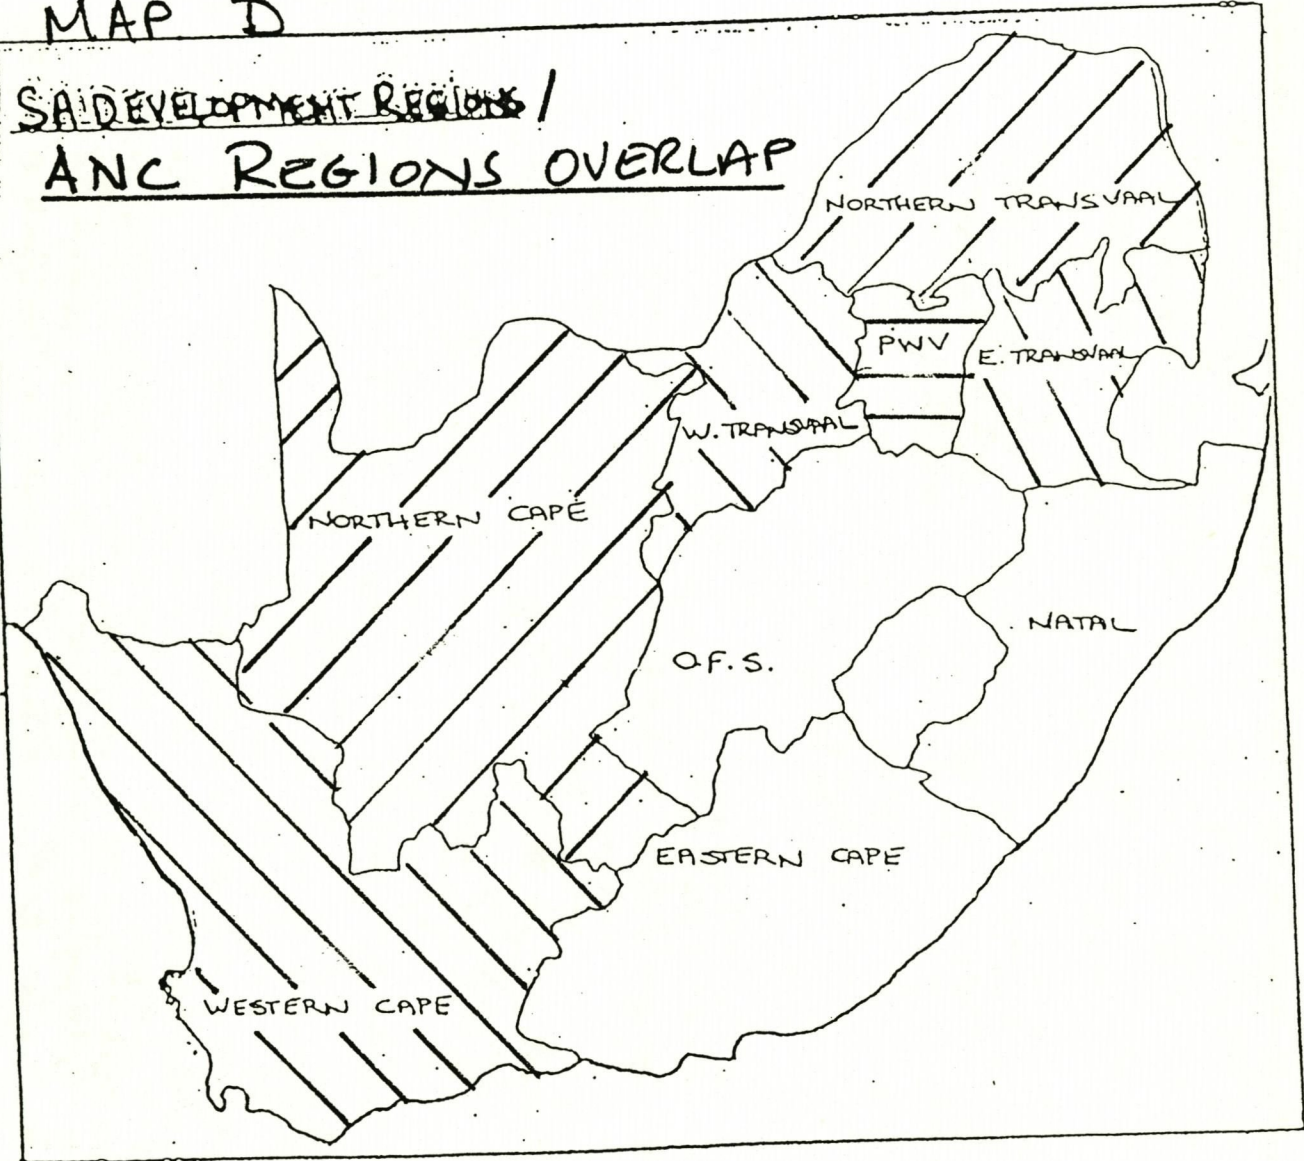 MAP D
SA DEVELOPMENT REGIONS /
ANC REGIONS OVERLAP
NORTHERN TRANSVAAL
PWV
E. TRANSVAAL
W. TRANSVAAL
NORTHERN CAPE
NATAL
O.F.S.
EASTERN CAPE
WESTERN CAPE